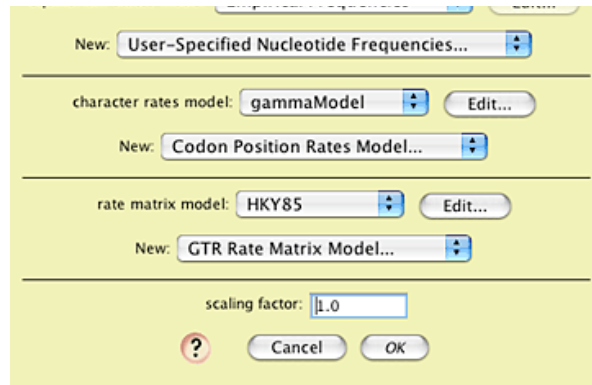 New: User-Specified Nucleotide Frequencies...
character rates model: gammaModel Edit...
New: Codon Position Rates Model...
rate matrix model: HKY85 Edit...
New: GTR Rate Matrix Model...
scaling factor: 1.0
? Cancel OK